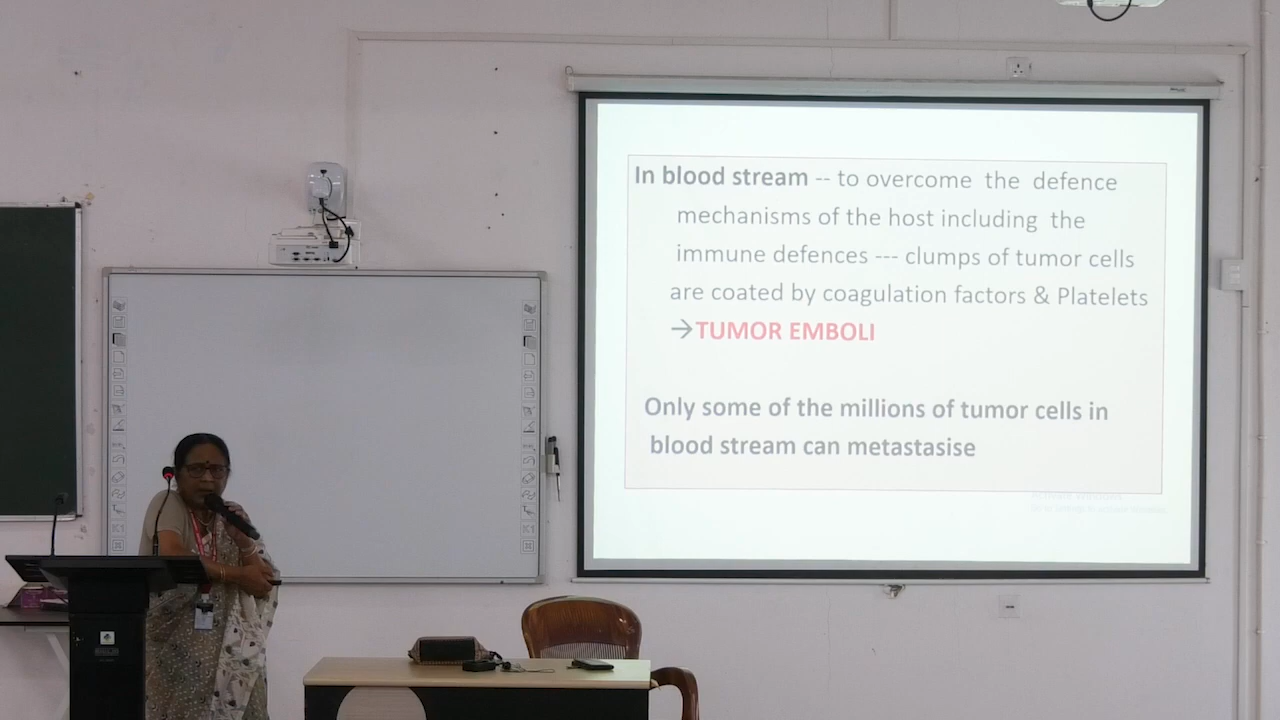 In blood stream -- to overcome the defence
mechanisms of the host including the
immune defences --- clumps of tumor cells
are coated by coagulation factors & Platelets
→TUMOR EMBOLI
Only some of the millions of tumor cells in
blood stream can metastasise